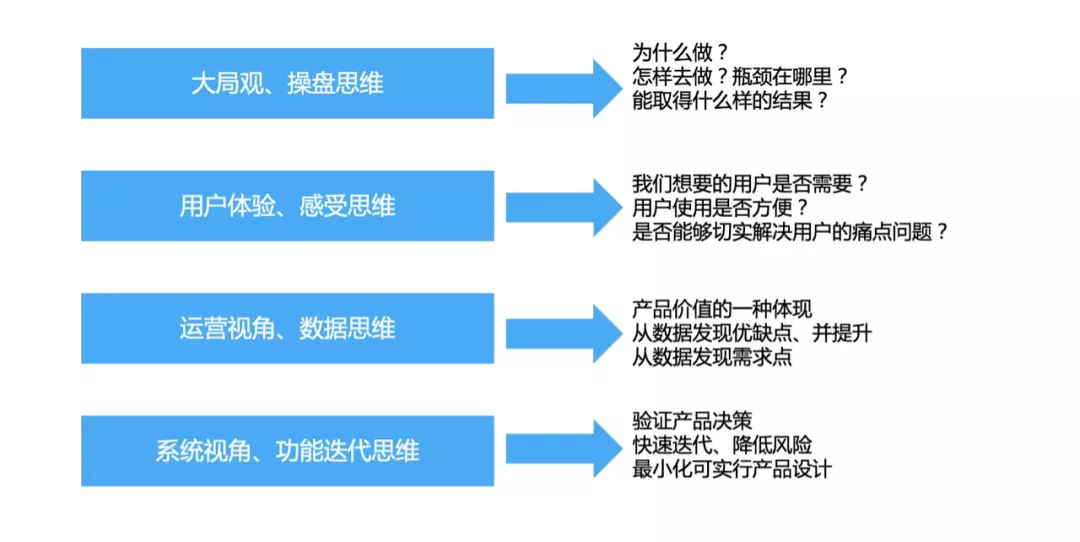 大局观、操盘思维
为什么做？
怎样去做？瓶颈在哪里？
能取得什么样的结果？
用户体验、感受思维
我们想要的用户是否需要？
用户使用是否方便？
是否能够切实解决用户的痛点问题？
运营视角、数据思维
产品价值的一种体现
从数据发现优缺点、并提升
从数据发现需求点
系统视角、功能迭代思维
验证产品决策
快速迭代、降低风险
最小化可实行产品设计